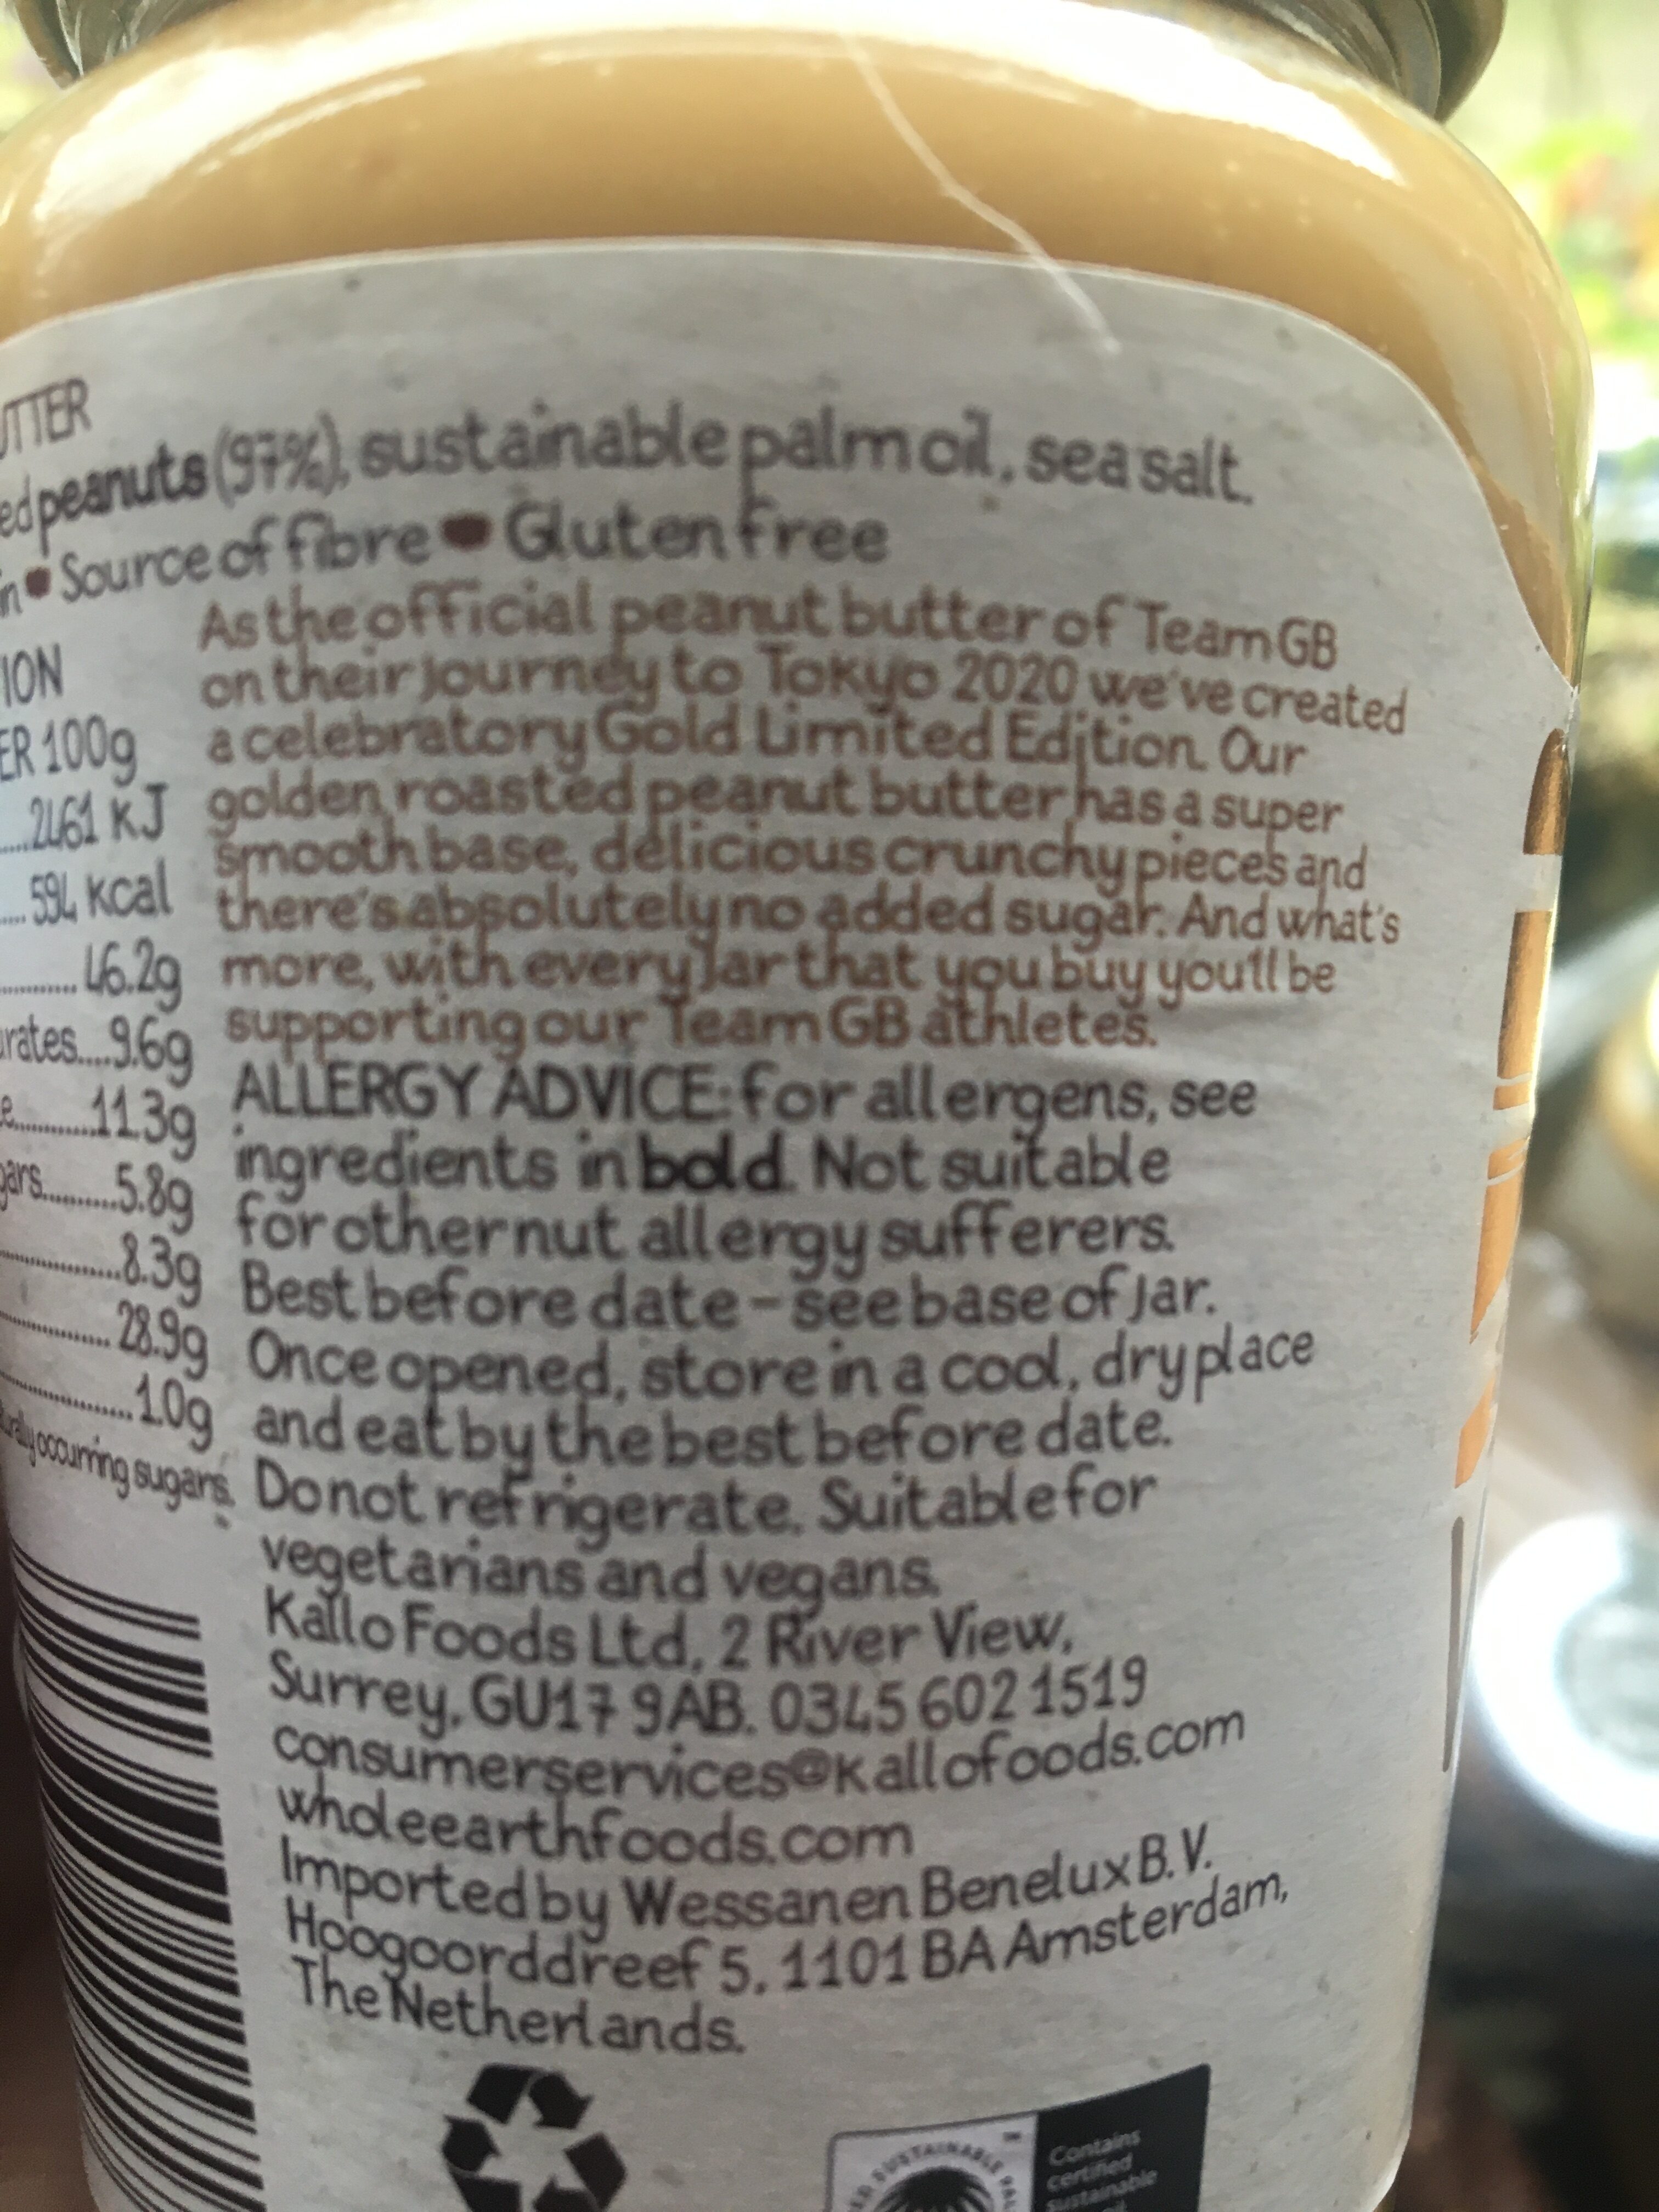 UTTER
ed peanuts (97%), sustainable palm oil, sea salt.
in • Source of fibre • Gluten free
ION
ER 100g
2461 kJ
594 kcal
46.2g
rates....9.6g
e............11.3g
gars..........5.8g
8.3g
28.9g
1.0g
occurring sugars.
As the official peanut butter of Team GB
on their journey to Tokyo 2020 we've created
a celebratory Gold Limited Edition. Our
golden roasted peanut butter has a super
smooth base, delicious crunchy pieces and
there's absolutely no added sugar. And what's
more, with every jar that you buy you'll be
supporting our Team GB athletes.
ALLERGY ADVICE: for allergens, see
ingredients in bold. Not suitable
for other nut allergy sufferers.
Best before date - see base of jar.
Once opened, store in a cool, dry place
and eat by the best before date.
Do not refrigerate. Suitable for
vegetarians and vegans.
Kallo Foods Ltd, 2 River View,
Surrey, GU17 9AB. 0345 602 1519
consumerservices@kallofoods.com
wholeearthfoods.com
Imported by Wessanen Benelux B.V.
Hoogoorddreef 5, 1101 BA Amsterdam,
The Netherlands.
SUSTAINABLE PAL
TM
Contains
certified
sustainable